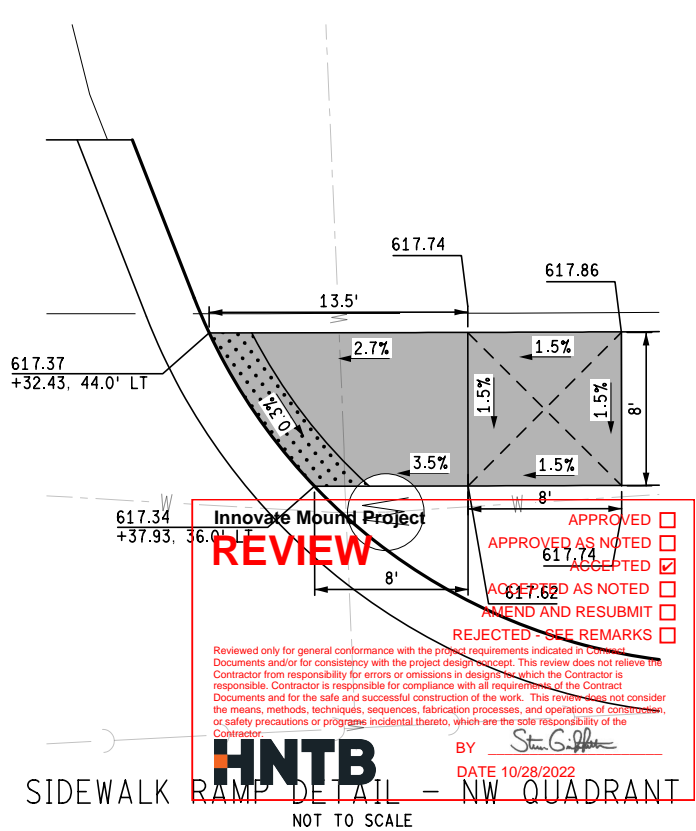 617.74
617.86
13.5'
617.37
+32.43, 44.0' LT
2.7%
1.5%
0.3%
1.5%
1.5%
8'
3.5%
1.5%
W
W
8'
617.34
+37.93, 36.0' LT
617.74
617.62
8'
Innovate Mound Project
REVIEW
APPROVED
APPROVED AS NOTED
ACCEPTED
ACCEPTED AS NOTED
AMEND AND RESUBMIT
REJECTED - SEE REMARKS
Reviewed only for general conformance with the project requirements indicated in Contract
Documents and/or for consistency with the project design concept. This review does not relieve the
Contractor from responsibility for errors or omissions in designs for which the Contractor is
responsible. Contractor is responsible for compliance with all requirements of the Contract
Documents and for the safe and successful construction of the work. This review does not consider
the means, methods, techniques, sequences, fabrication processes, and operations of construction,
or safety precautions or programs incidental thereto, which are the sole responsibility of the
Contractor.
HNTB
BY
DATE 10/28/2022
SIDEWALK RAMP DETAIL - NW QUADRANT
NOT TO SCALE